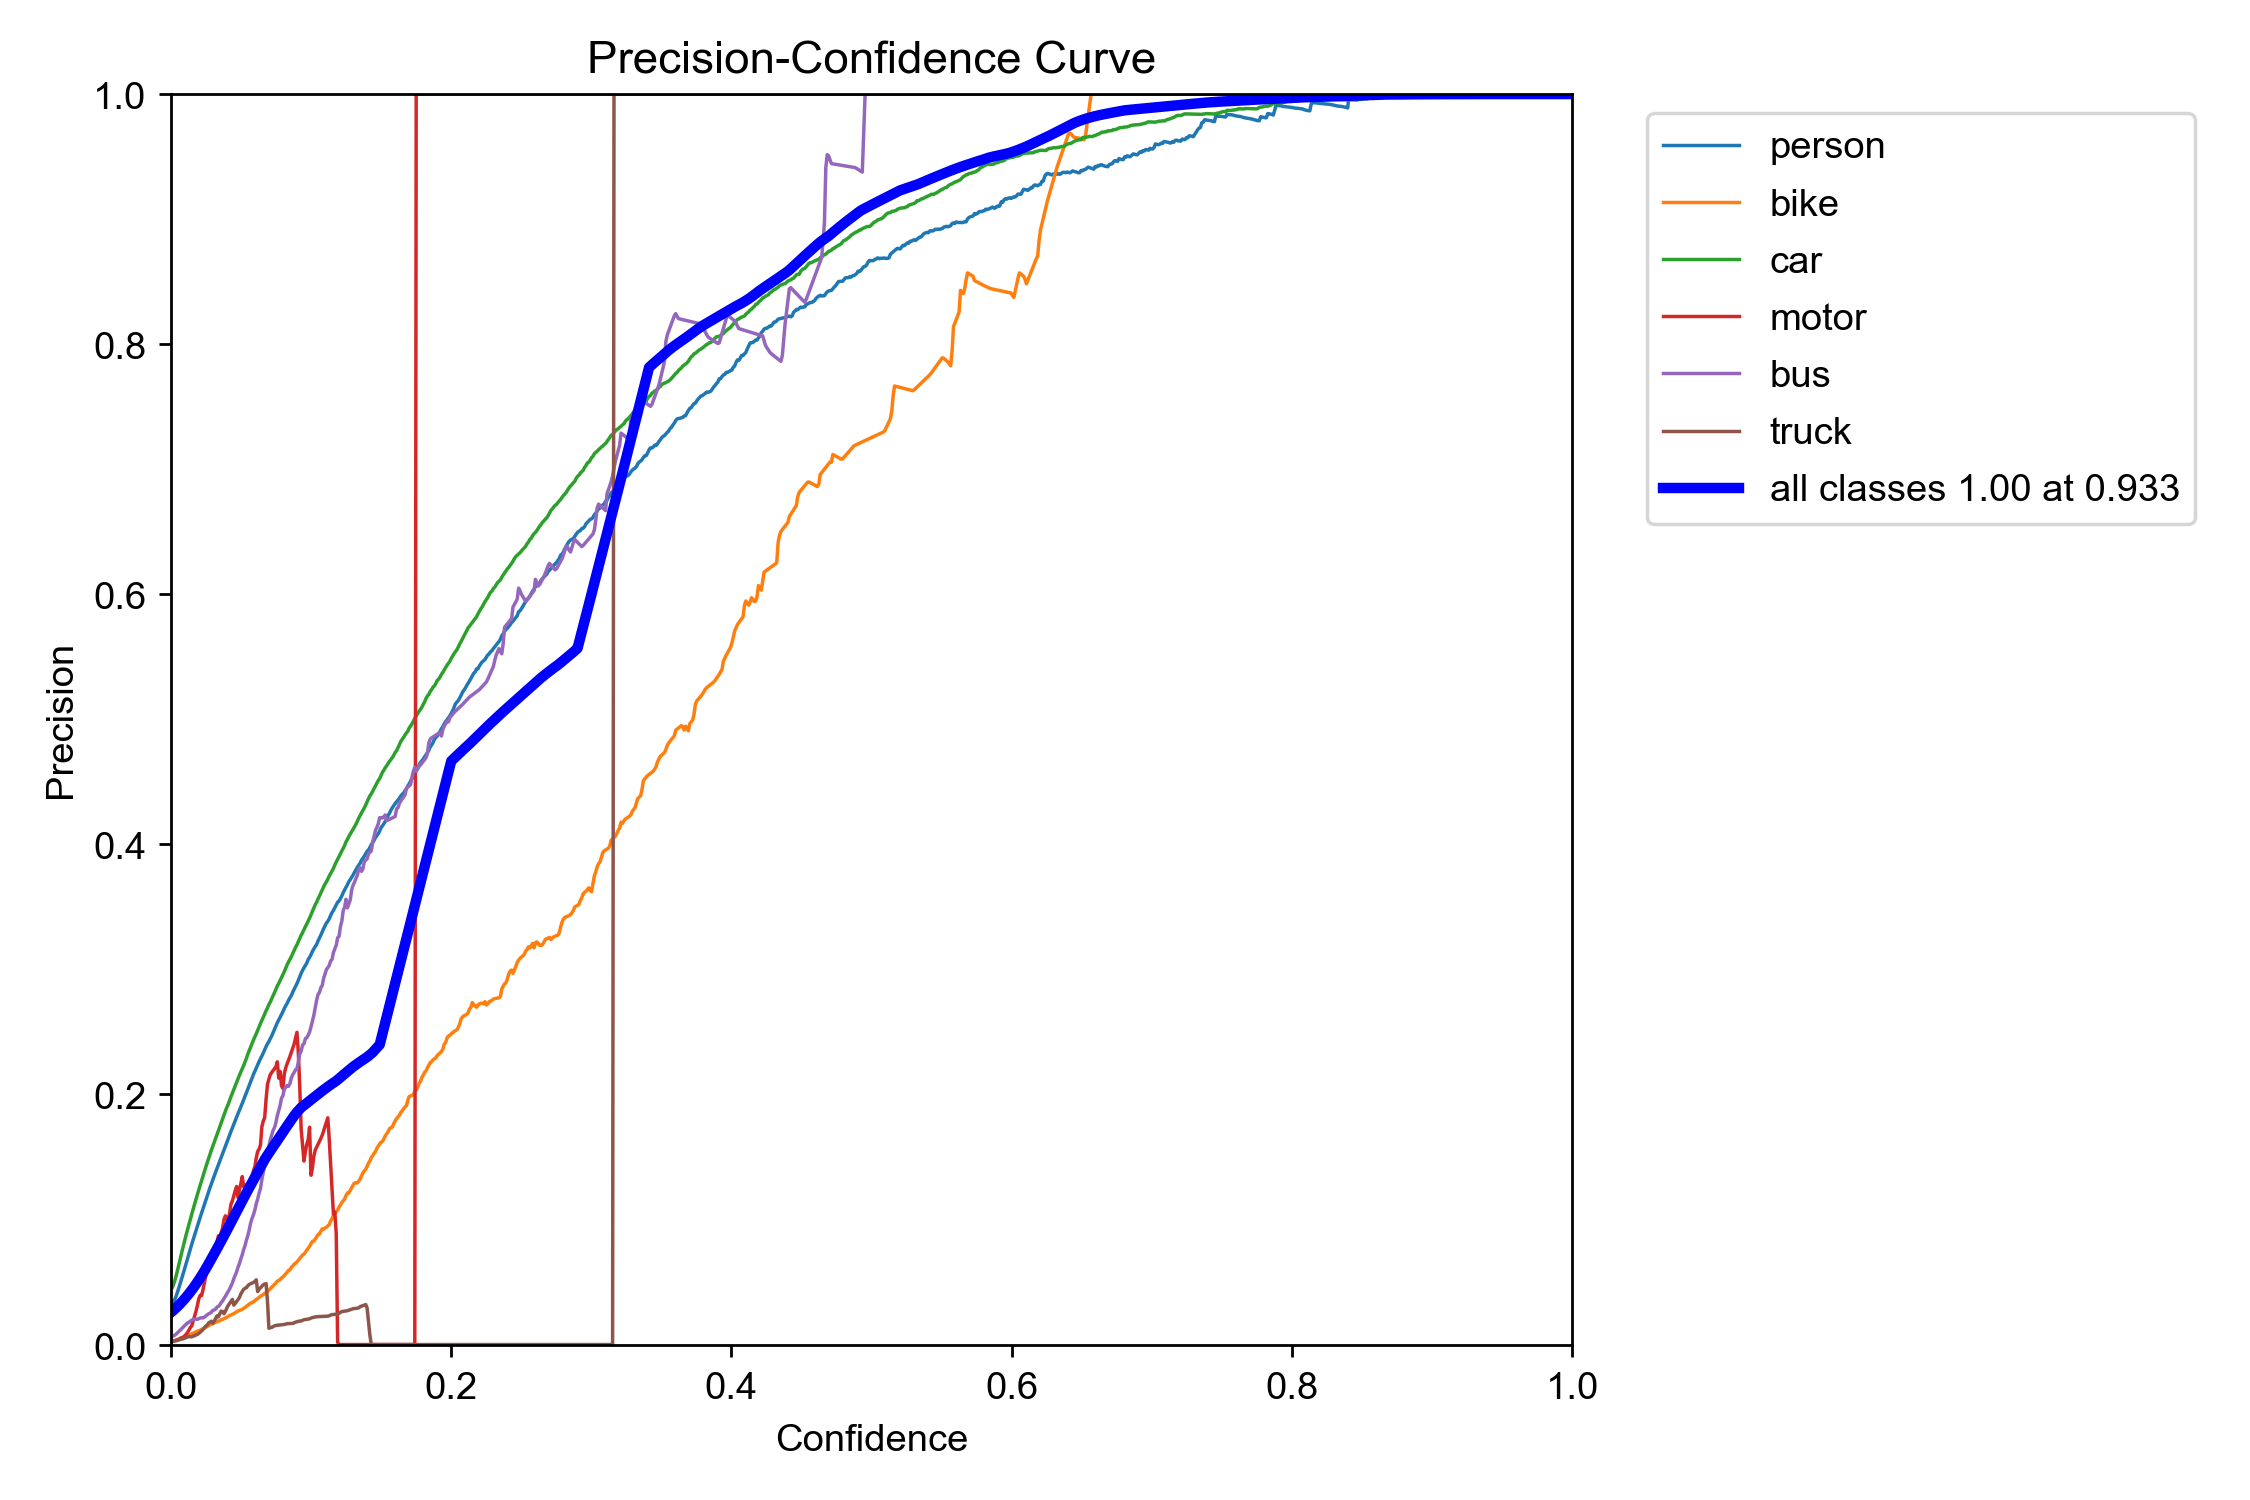 Precision-Confidence Curve
1.0
0.8
0.6
0.4
0.2
0.0
Precision
0.0 0.2 0.4 0.6 0.8 1.0
Confidence
person
bike
car
motor
bus
truck
all classes 1.00 at 0.933